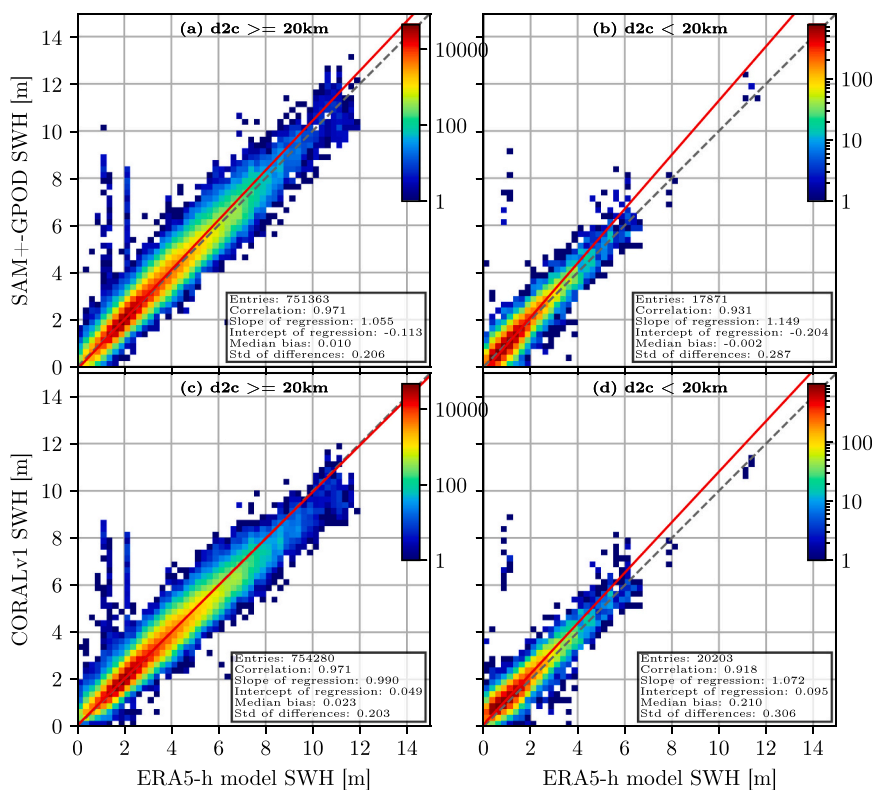 (a) d2c >= 20km
SAM+-GPOD SWH [m]
14
12
10
8
6
4
2
0
10000
100
1
Entries: 751363
Correlation: 0.971
Slope of regression: 1.055
Intercept of regression: -0.113
Median bias: 0.010
Std of differences: 0.206
(b) d2c < 20km
100
10
1
Entries: 17871
Correlation: 0.931
Slope of regression: 1.149
Intercept of regression: -0.204
Median bias: -0.002
Std of differences: 0.287
(c) d2c >= 20km
CORALv1 SWH [m]
14
12
10
8
6
4
2
0
10000
100
1
Entries: 754280
Correlation: 0.971
Slope of regression: 0.990
Intercept of regression: 0.049
Median bias: 0.023
Std of differences: 0.203
0 2 4 6 8 10 12 14
ERA5-h model SWH [m]
(d) d2c < 20km
100
10
1
Entries: 20203
Correlation: 0.918
Slope of regression: 1.072
Intercept of regression: 0.095
Median bias: 0.210
Std of differences: 0.306
0 2 4 6 8 10 12 14
ERA5-h model SWH [m]